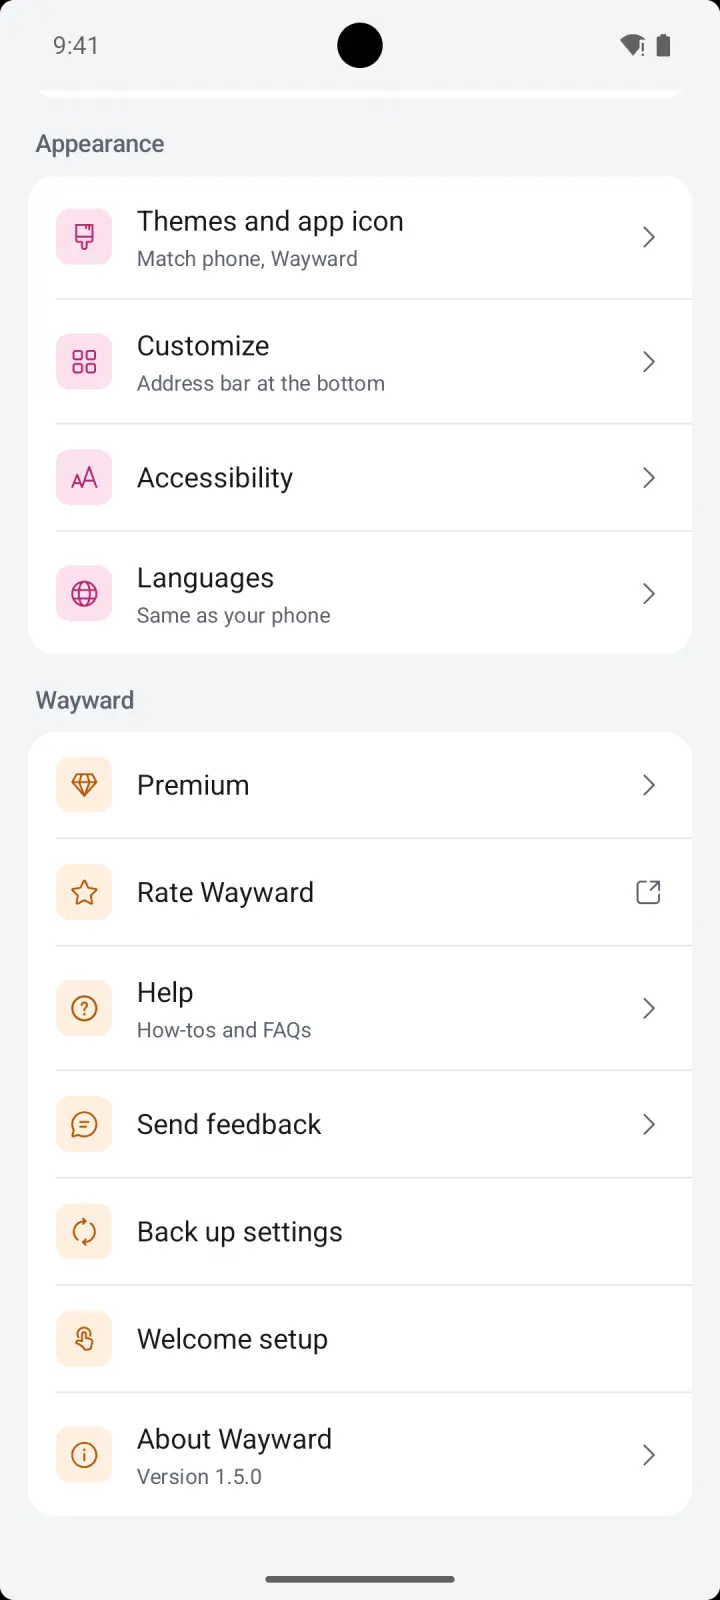 9:41
Appearance
Themes and app icon
Match phone, Wayward
Customize
Address bar at the bottom
Accessibility
Languages
Same as your phone
Wayward
Premium
Rate Wayward
Help
How-tos and FAQs
Send feedback
Back up settings
Welcome setup
About Wayward
Version 1.5.0